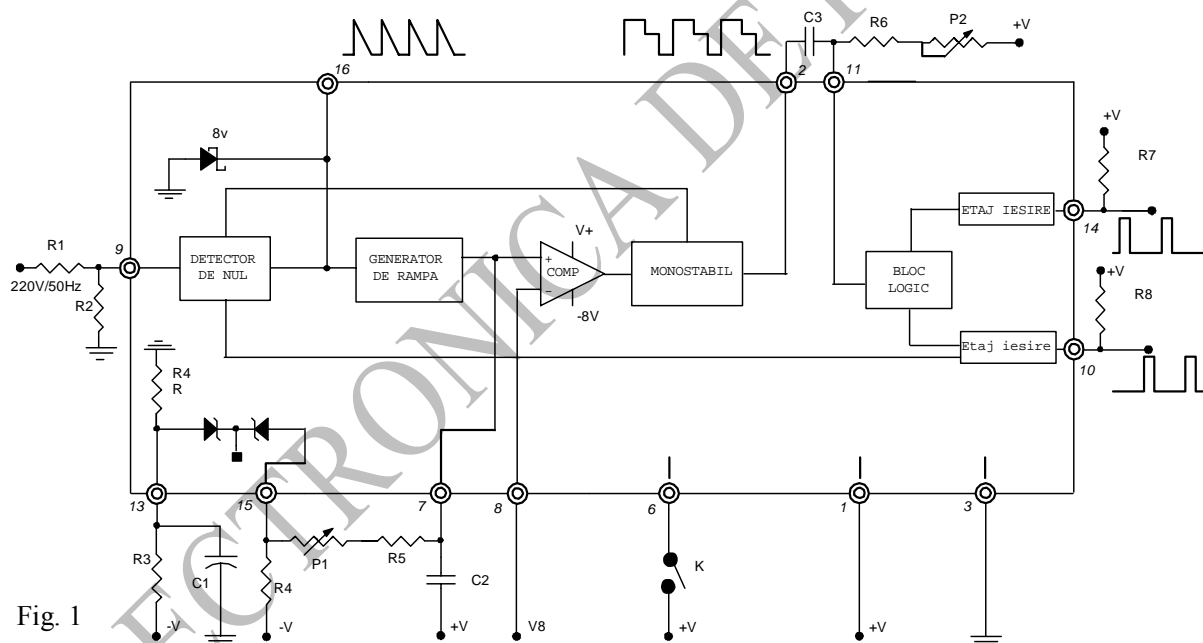 C3
R6
P2
+V
16
2
11
8v
+V
R7
ETAJ IESIRE
14
9
R1
220V/50Hz
R2
DETECTOR
DE NUL
GENERATOR
DE RAMPA
V+
+
COMP
−
-8V
MONOSTABIL
BLOC
LOGIC
+V
R8
Etaj iesire
10
R4
R
13
15
7
8
6
1
3
R3
C1
R4
P1
R5
C2
K
-V
-V
+V
V8
+V
+V
Fig. 1
ECTRONICA DE